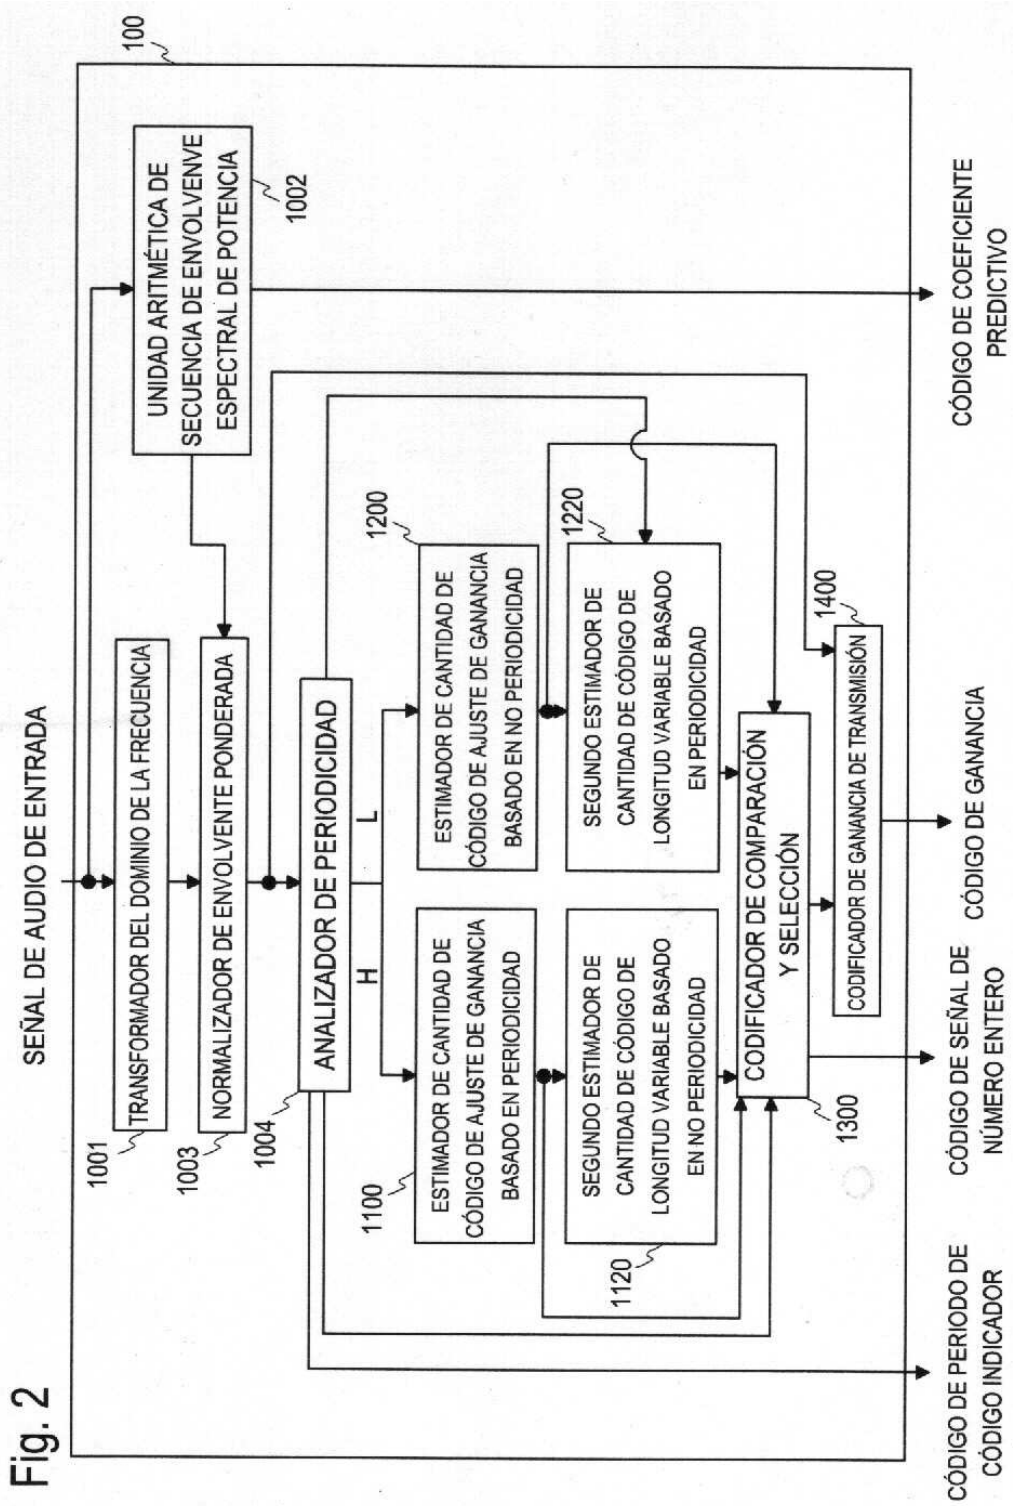 Fig. 2
SEÑAL DE AUDIO DE ENTRADA
100
1001
TRANSFORMADOR DEL DOMINIO DE LA FRECUENCIA
UNIDAD ARITMÉTICA DE
SECUENCIA DE ENVOLVENVE
ESPECTRAL DE POTENCIA
1002
1003
NORMALIZADOR DE ENVOLVENTE PONDERADA
1004
ANALIZADOR DE PERIODICIDAD
H
L
1100
ESTIMADOR DE CANTIDAD DE
CÓDIGO DE AJUSTE DE GANANCIA
BASADO EN PERIODICIDAD
1200
ESTIMADOR DE CANTIDAD DE
CÓDIGO DE AJUSTE DE GANANCIA
BASADO EN NO PERIODICIDAD
1120
SEGUNDO ESTIMADOR DE
CANTIDAD DE CÓDIGO DE
LONGITUD VARIABLE BASADO
EN NO PERIODICIDAD
1220
SEGUNDO ESTIMADOR DE
CANTIDAD DE CÓDIGO DE
LONGITUD VARIABLE BASADO
EN PERIODICIDAD
1300
CODIFICADOR DE COMPARACIÓN
Y SELECCIÓN
1400
CODIFICADOR DE GANANCIA DE TRANSMISIÓN
CÓDIGO DE PERIODO DE
CÓDIGO INDICADOR
CÓDIGO DE SEÑAL DE
NÚMERO ENTERO
CÓDIGO DE GANANCIA
CÓDIGO DE COEFICIENTE
PREDICTIVO